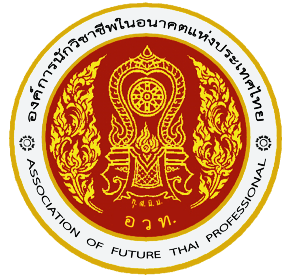 องค์การนักวิชาชีพในอนาคตแห่งประเทศไทย
อ ว ท.
ASSOCIATION OF FUTURE THAI PROFESSIONAL